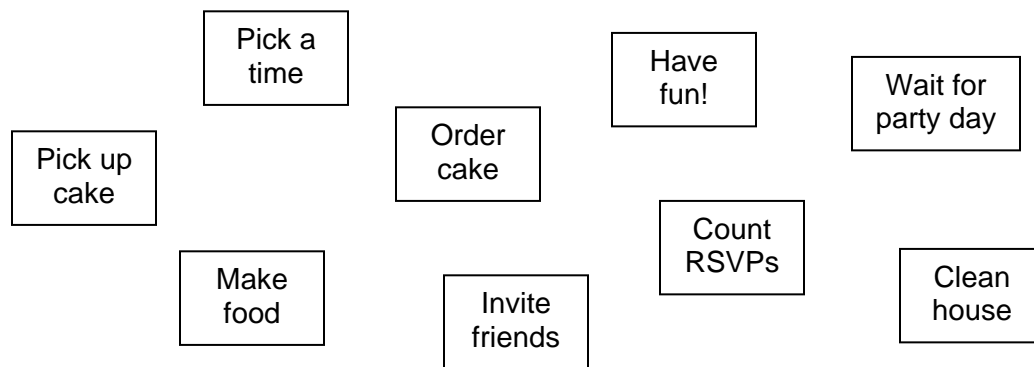 Pick a
time
Have
fun!
Wait for
party day
Order
cake
Pick up
cake
Count
RSVPs
Make
food
Invite
friends
Clean
house